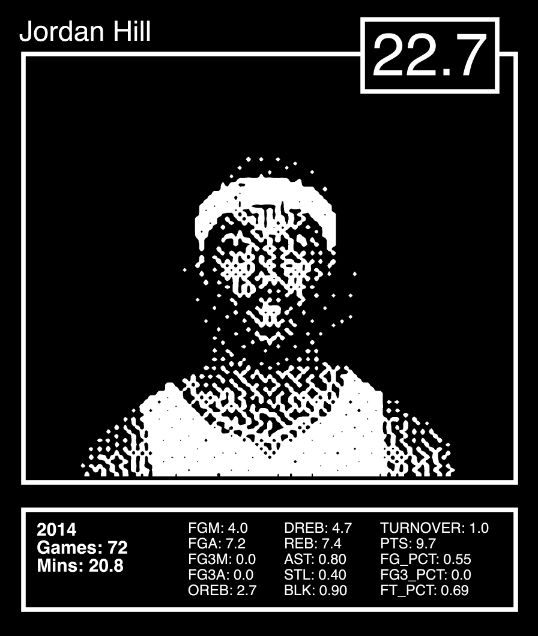 Jordan Hill
22.7
2014
Games: 72
Mins: 20.8
FGM: 4.0
FGA: 7.2
FG3M: 0.0
FG3A: 0.0
OREB: 2.7
DREB: 4.7
REB: 7.4
AST: 0.80
STL: 0.40
BLK: 0.90
TURNOVER: 1.0
PTS: 9.7
FG_PCT: 0.55
FG3_PCT: 0.0
FT_PCT: 0.69